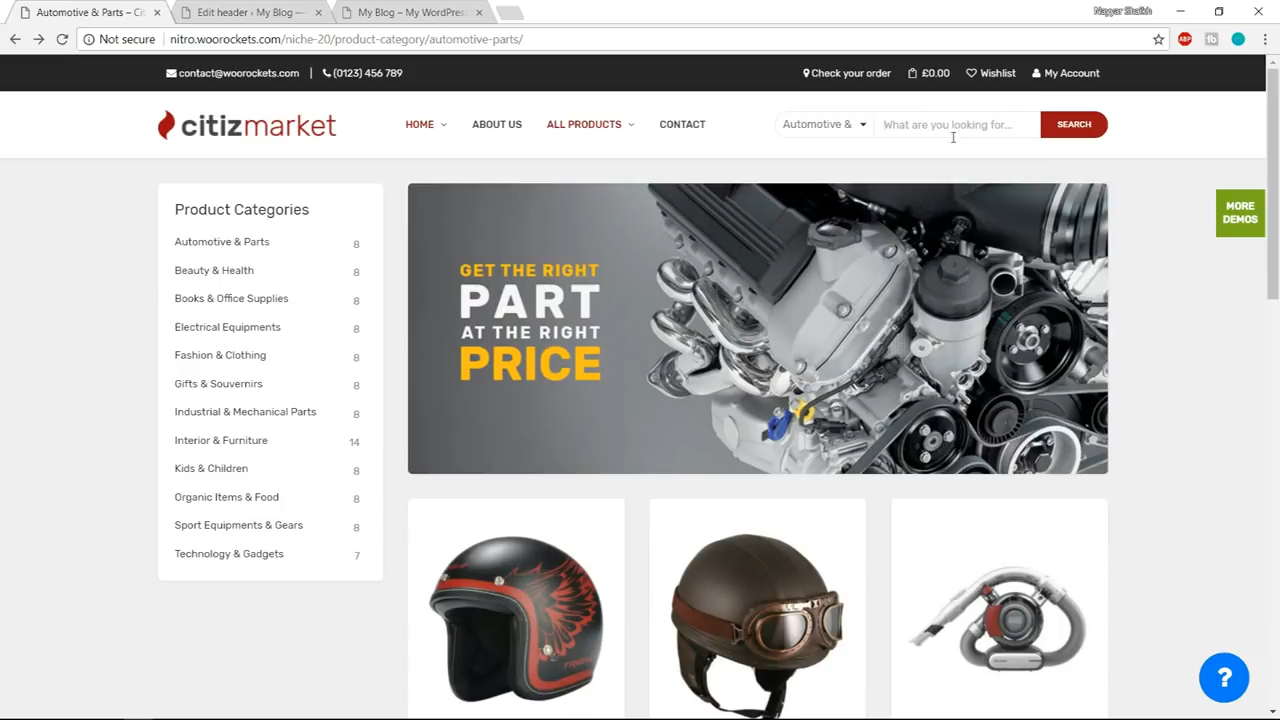 Automotive & Parts – Cit
Edit header ‹ My Blog —
My Blog – My WordPres
Nayyar Shaikh
Not secure | nitro.woorockets.com/niche-20/product-category/automotive-parts/
ABP
contact@woorockets.com | (0123) 456 789
Check your order £0.00 Wishlist My Account
citizmarket
HOME ABOUT US ALL PRODUCTS CONTACT
Automotive & What are you looking for... SEARCH
MORE
DEMOS
Product Categories
Automotive & Parts 8
Beauty & Health 8
Books & Office Supplies 8
Electrical Equipments 8
Fashion & Clothing 8
Gifts & Souvernirs 8
Industrial & Mechanical Parts 8
Interior & Furniture 14
Kids & Children 8
Organic Items & Food 8
Sport Equipments & Gears 8
Technology & Gadgets 7
GET THE RIGHT
PART
AT THE RIGHT
PRICE
?